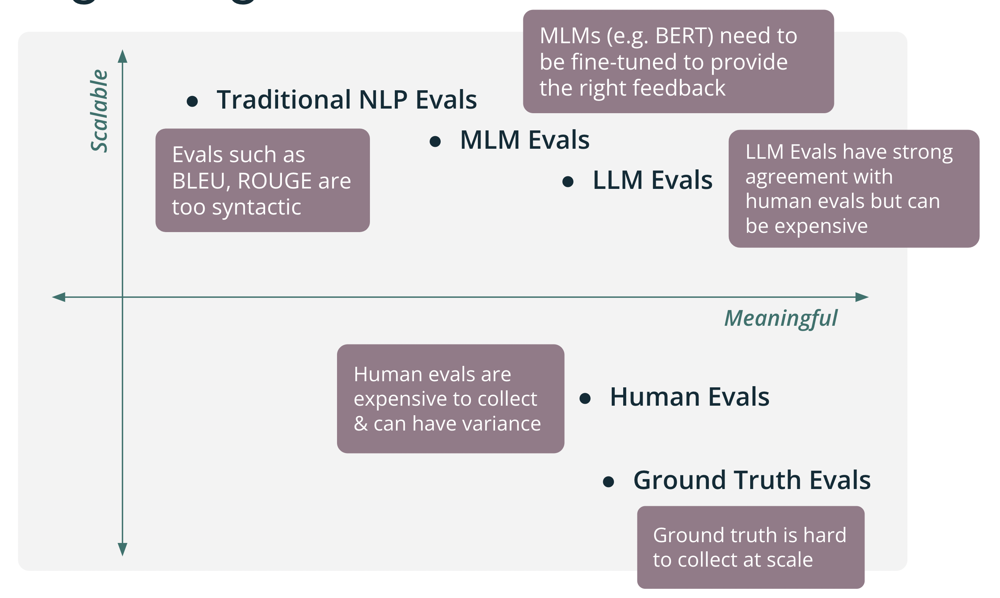 MLMs (e.g. BERT) need to
be fine-tuned to provide
the right feedback
Scalable
Traditional NLP Evals
MLM Evals
Evals such as
BLEU, ROUGE are
too syntactic
LLM Evals
LLM Evals have strong
agreement with
human evals but can
be expensive
Meaningful
Human evals are
expensive to collect
& can have variance
Human Evals
Ground Truth Evals
Ground truth is hard
to collect at scale